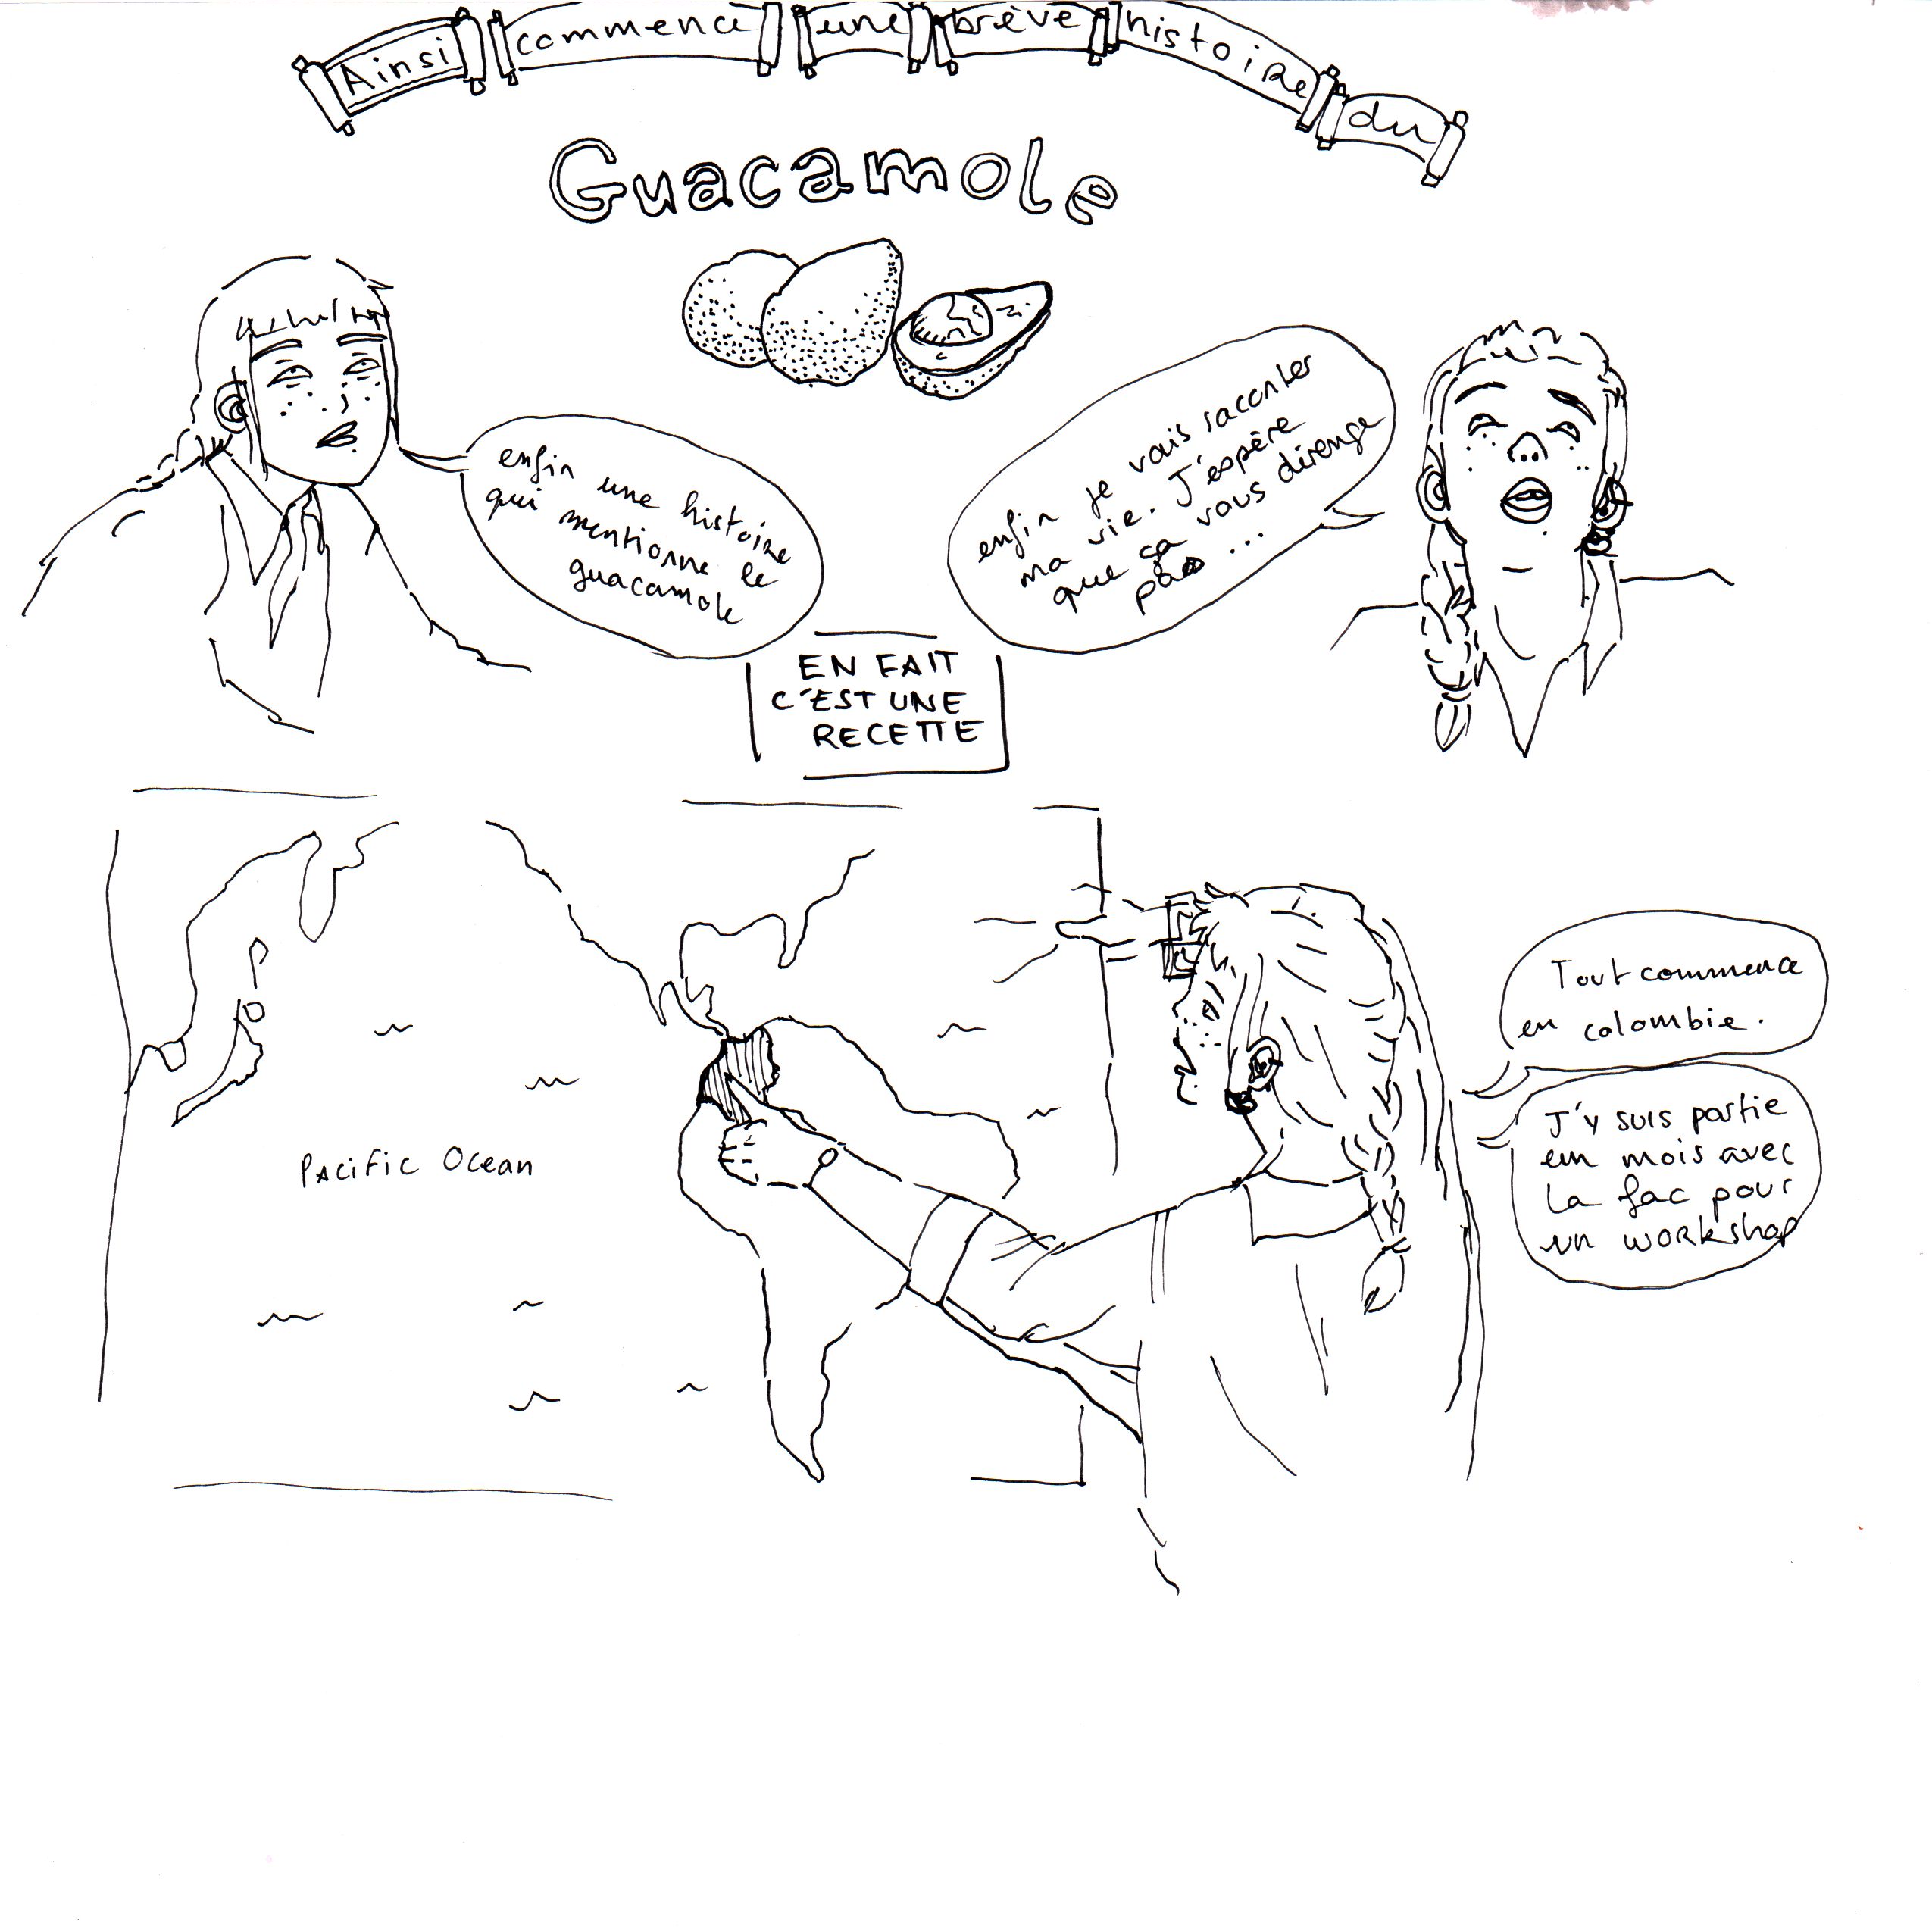 Ainsi commence une brève histoire du
Guacamole
enfin une histoire
qui mentionne le
guacamole
enfin je vais raconter
ma vie. J'espère
que ça vous dérenge
pas ...
EN FAIT
C'EST UNE
RECETTE
Tout commence
en colombie.
J'y suis partie
un mois avec
la fac pour
un workshop
Pacific Ocean